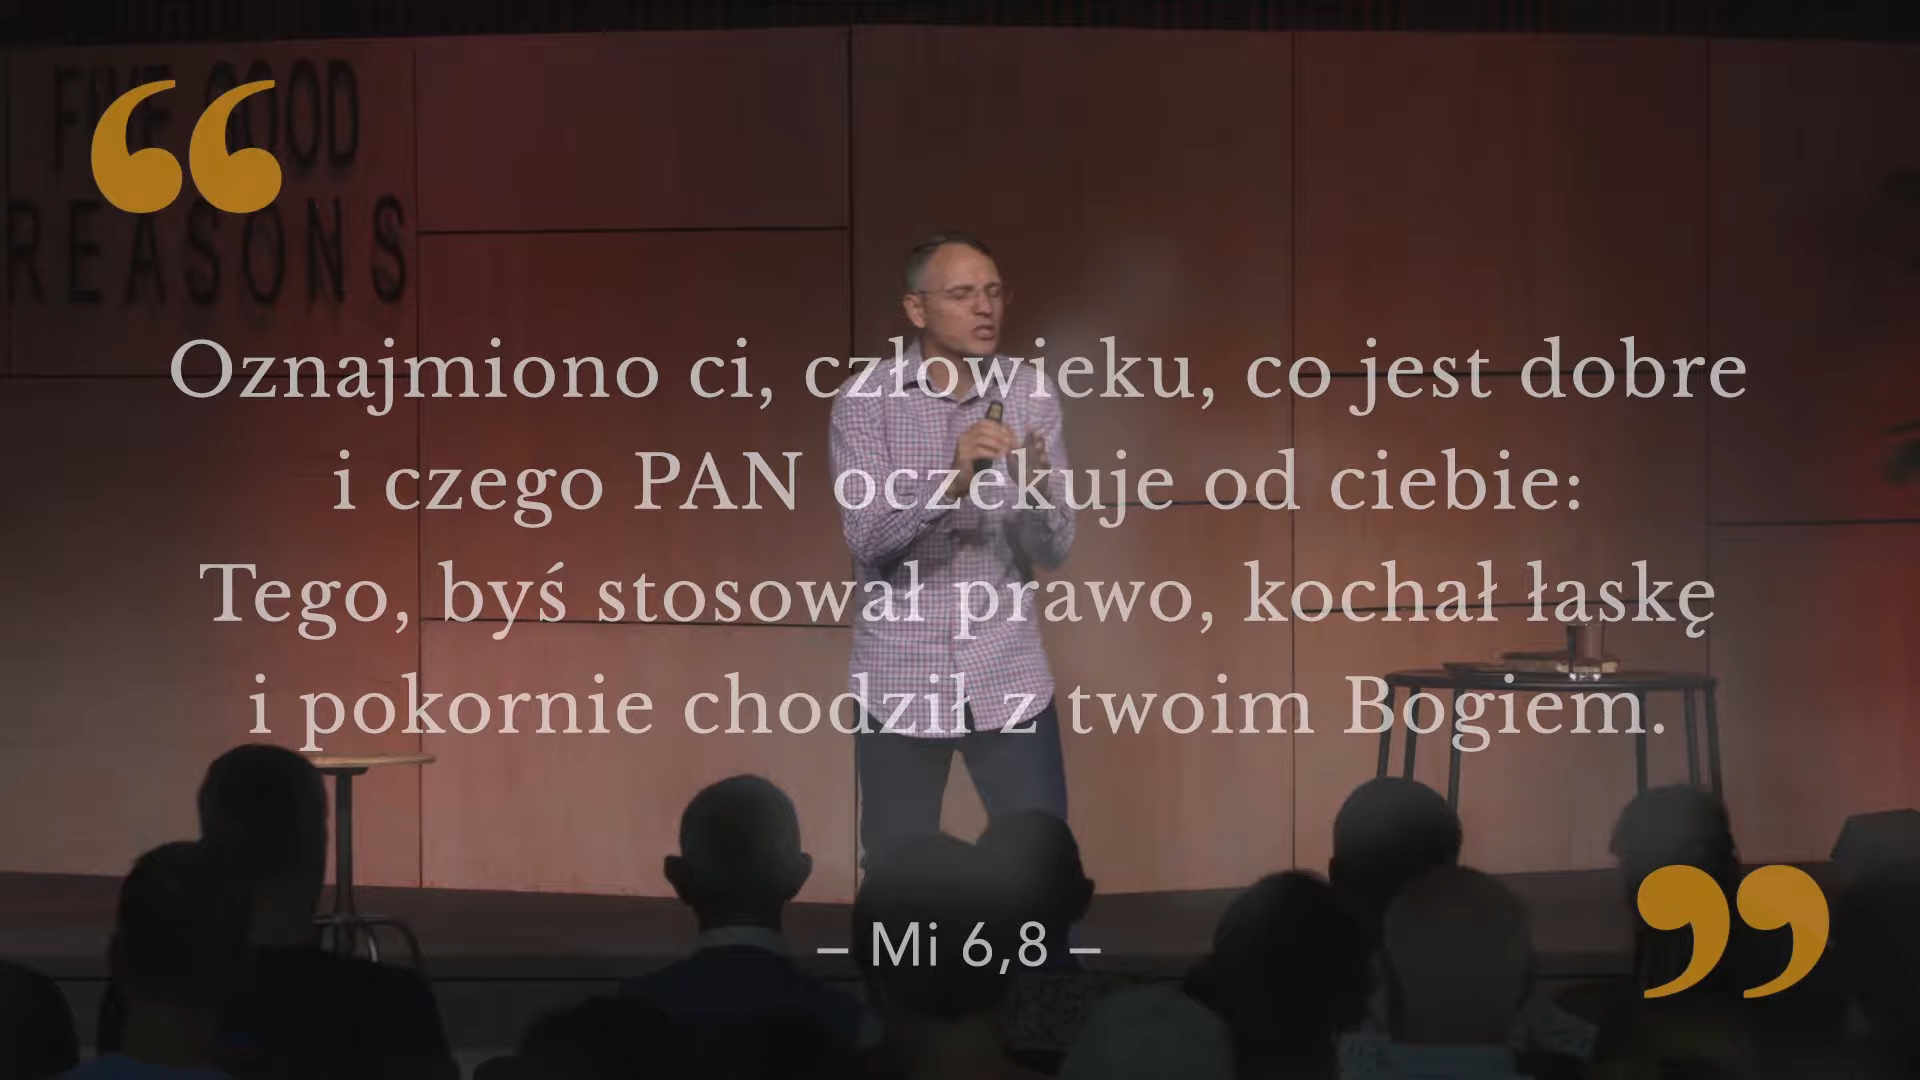 FIVE GOOD
REASONS
“
Oznajmiono ci, człowieku, co jest dobre
i czego PAN oczekuje od ciebie:
Tego, byś stosował prawo, kochał łaskę
i pokornie chodził z twoim Bogiem.
– Mi 6,8 –
”